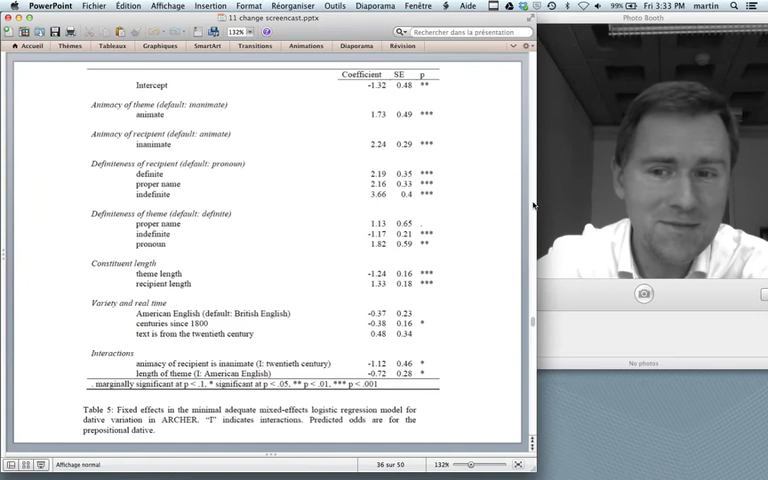 PowerPoint Fichier Édition Affichage Insertion Format Réorganiser Outils Diaporama Fenêtre Aide 99% Fri 3:33 PM martin
11 change screencast.pptx
Photo Booth
132% Rechercher dans la présentation
Accueil Thèmes Tableaux Graphiques SmartArt Transitions Animations Diaporama Révision
Coefficient SE p
Intercept -1.32 0.48 **
Animacy of theme (default: inanimate)
animate 1.73 0.49 ***
Animacy of recipient (default: animate)
inanimate 2.24 0.29 ***
Definiteness of recipient (default: pronoun)
definite 2.19 0.35 ***
proper name 2.16 0.33 ***
indefinite 3.66 0.4 ***
Definiteness of theme (default: definite)
proper name 1.13 0.65 .
indefinite -1.17 0.21 ***
pronoun 1.82 0.59 **
Constituent length
theme length -1.24 0.16 ***
recipient length 1.33 0.18 ***
Variety and real time
American English (default: British English) -0.37 0.23
centuries since 1800 -0.38 0.16 *
text is from the twentieth century 0.48 0.34
Interactions
animacy of recipient is inanimate (I: twentieth century) -1.12 0.46 *
length of theme (I: American English) -0.72 0.28 *
. marginally significant at p < .1, * significant at p < .05, ** p < .01, *** p < .001
Table 5: Fixed effects in the minimal adequate mixed-effects logistic regression model for
dative variation in ARCHER. "I" indicates interactions. Predicted odds are for the
prepositional dative.
No photos
Affichage normal 36 sur 50 132%